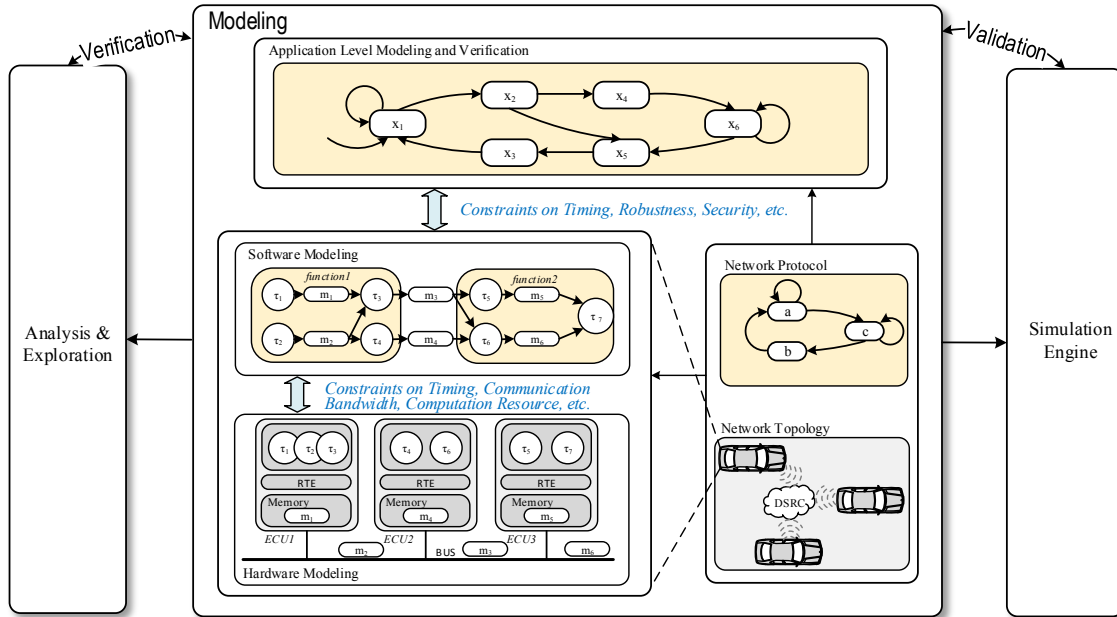 Modeling
Verification
Validation
Application Level Modeling and Verification
x2
x4
x1
x6
x3
x5
Constraints on Timing, Robustness, Security, etc.
Software Modeling
function1
function2
τ1
m1
τ3
m3
τ5
m5
τ7
τ2
m2
τ4
m4
τ6
m6
Constraints on Timing, Communication
Bandwidth, Computation Resource, etc.
τ1
τ2
τ3
τ4
τ6
τ5
τ7
RTE
RTE
RTE
Memory
Memory
Memory
m1
m4
m5
ECU1
ECU2
ECU3
m2
BUS
m3
m6
Hardware Modeling
Network Protocol
a
c
b
Network Topology
DSRC
Analysis &
Exploration
Simulation
Engine